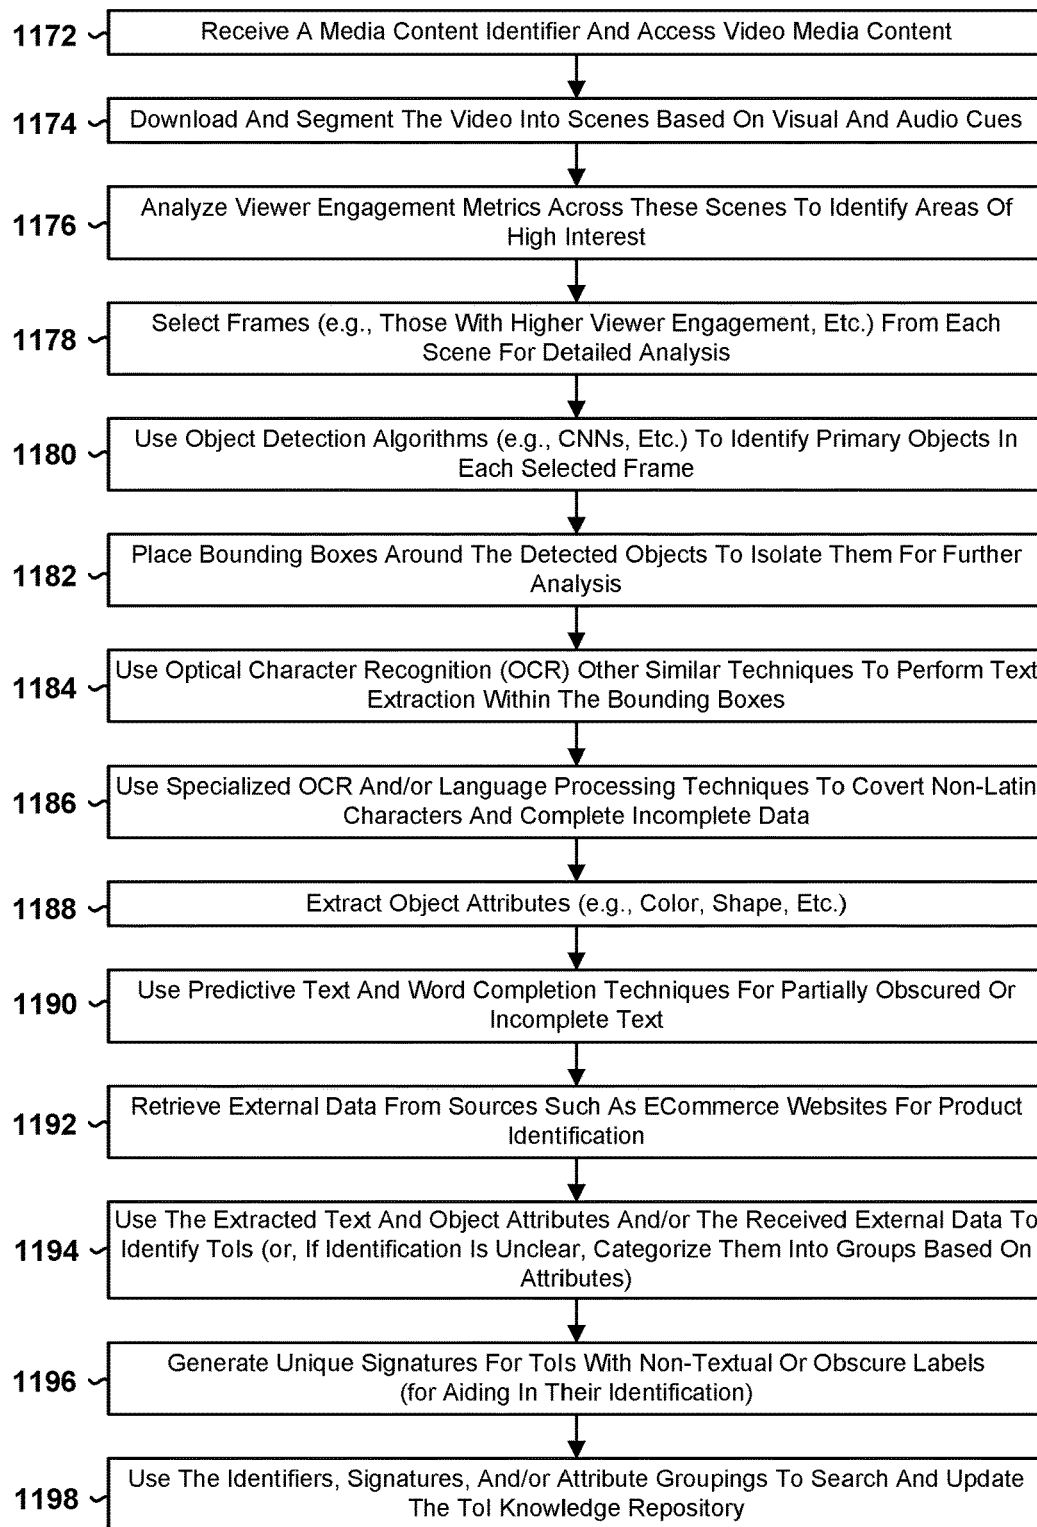 1172 Receive A Media Content Identifier And Access Video Media Content
1174 Download And Segment The Video Into Scenes Based On Visual And Audio Cues
1176 Analyze Viewer Engagement Metrics Across These Scenes To Identify Areas Of
High Interest
1178 Select Frames (e.g., Those With Higher Viewer Engagement, Etc.) From Each
Scene For Detailed Analysis
1180 Use Object Detection Algorithms (e.g., CNNs, Etc.) To Identify Primary Objects In
Each Selected Frame
1182 Place Bounding Boxes Around The Detected Objects To Isolate Them For Further
Analysis
1184 Use Optical Character Recognition (OCR) Other Similar Techniques To Perform Text
Extraction Within The Bounding Boxes
1186 Use Specialized OCR And/or Language Processing Techniques To Covert Non-Latin
Characters And Complete Incomplete Data
1188 Extract Object Attributes (e.g., Color, Shape, Etc.)
1190 Use Predictive Text And Word Completion Techniques For Partially Obscured Or
Incomplete Text
1192 Retrieve External Data From Sources Such As ECommerce Websites For Product
Identification
1194 Use The Extracted Text And Object Attributes And/or The Received External Data To
Identify ToIs (or, If Identification Is Unclear, Categorize Them Into Groups Based On
Attributes)
1196 Generate Unique Signatures For ToIs With Non-Textual Or Obscure Labels
(for Aiding In Their Identification)
1198 Use The Identifiers, Signatures, And/or Attribute Groupings To Search And Update
The ToI Knowledge Repository